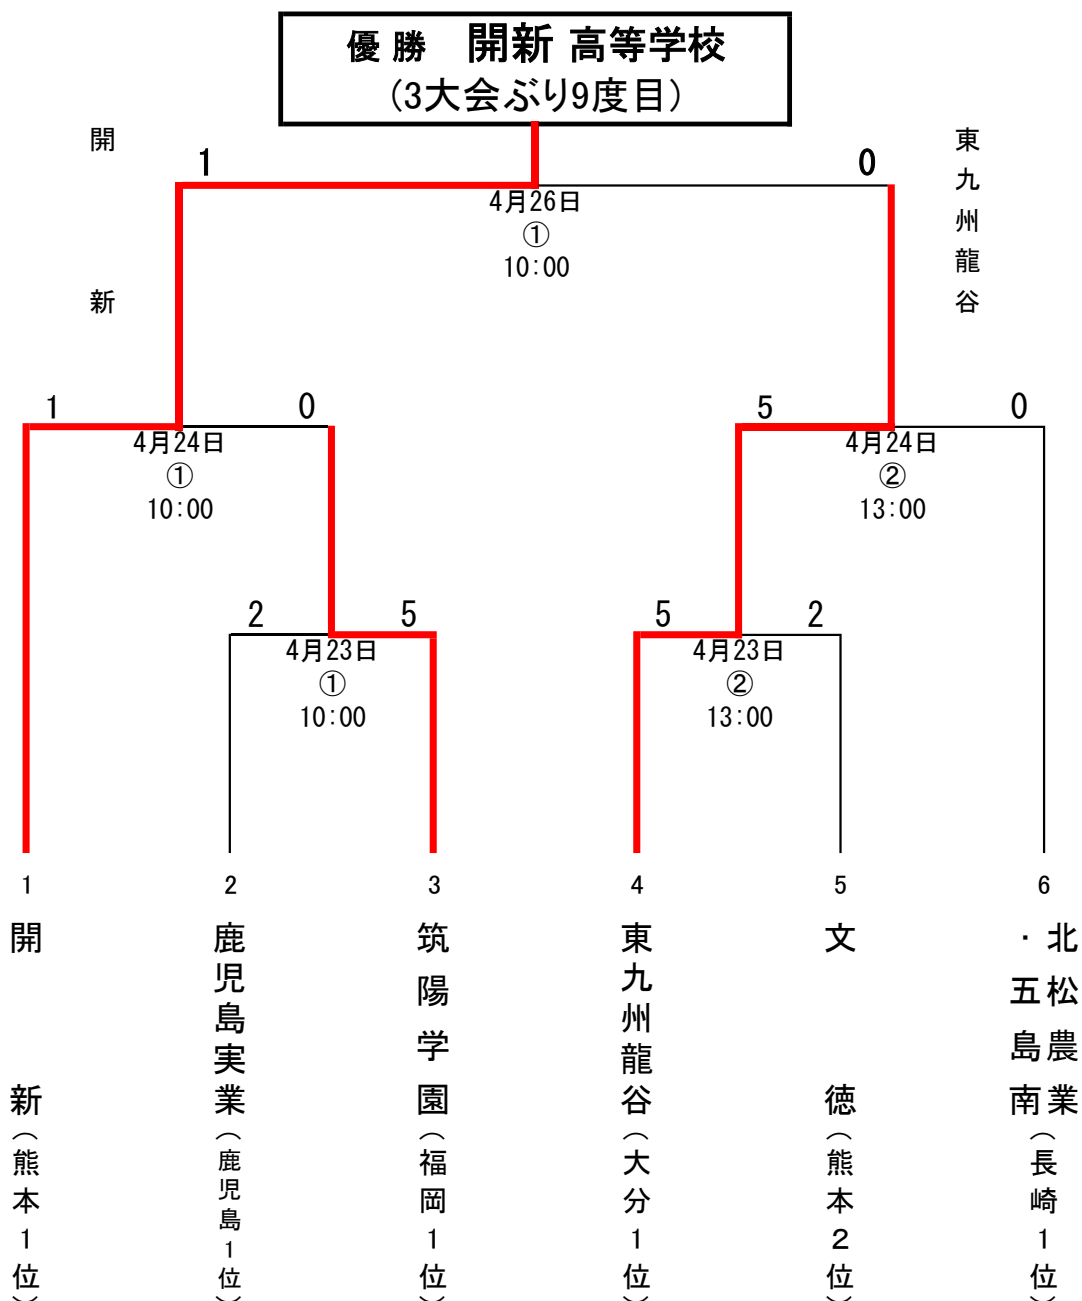 優勝 開新 高等学校
(3大会ぶり9度目)
開新
1
0
東九州龍谷
4月26日
①
10:00
1
0
5
0
4月24日
①
10:00
4月24日
②
13:00
2
5
5
2
4月23日
①
10:00
4月23日
②
13:00
1
2
3
4
5
6
開新(熊本1位)
鹿児島実業(鹿児島1位)
筑陽学園(福岡1位)
東九州龍谷(大分1位)
文徳(熊本2位)
北松農業
・五島南
(長崎1位)